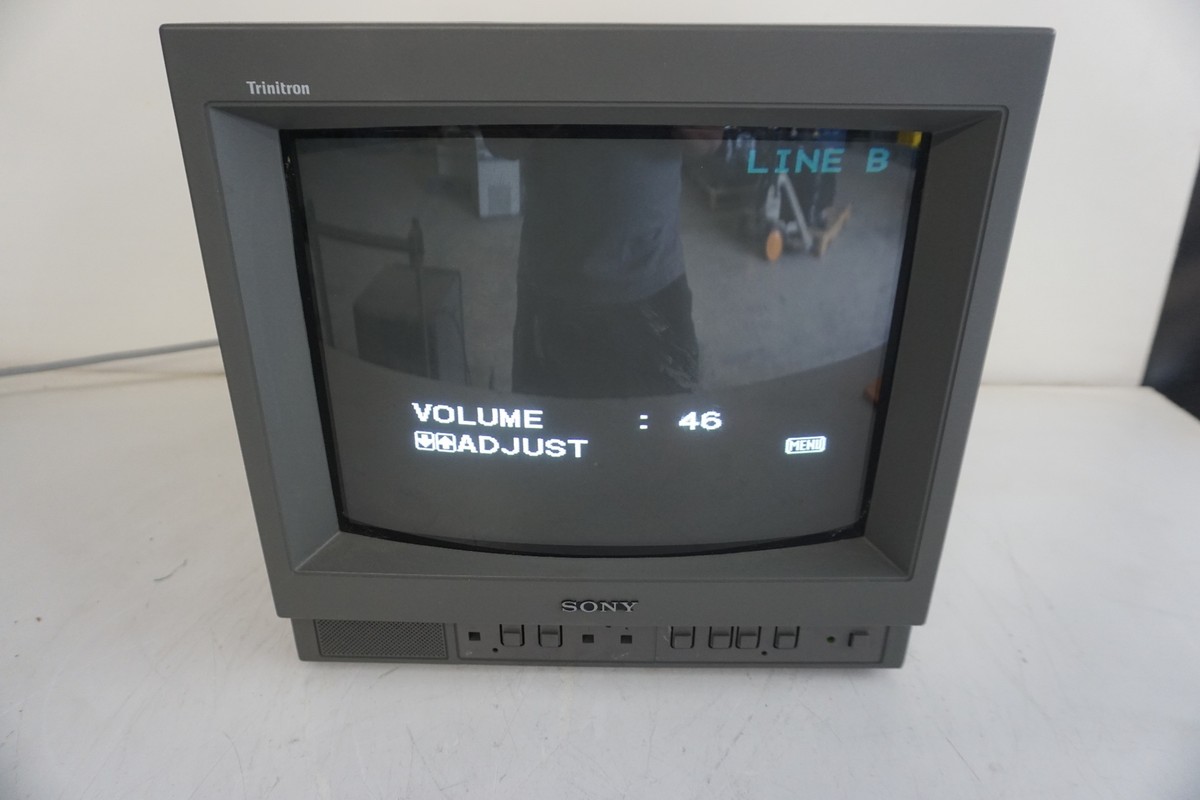 Trinitron
LINE B
VOLUME : 46
ADJUST MENU
SONY